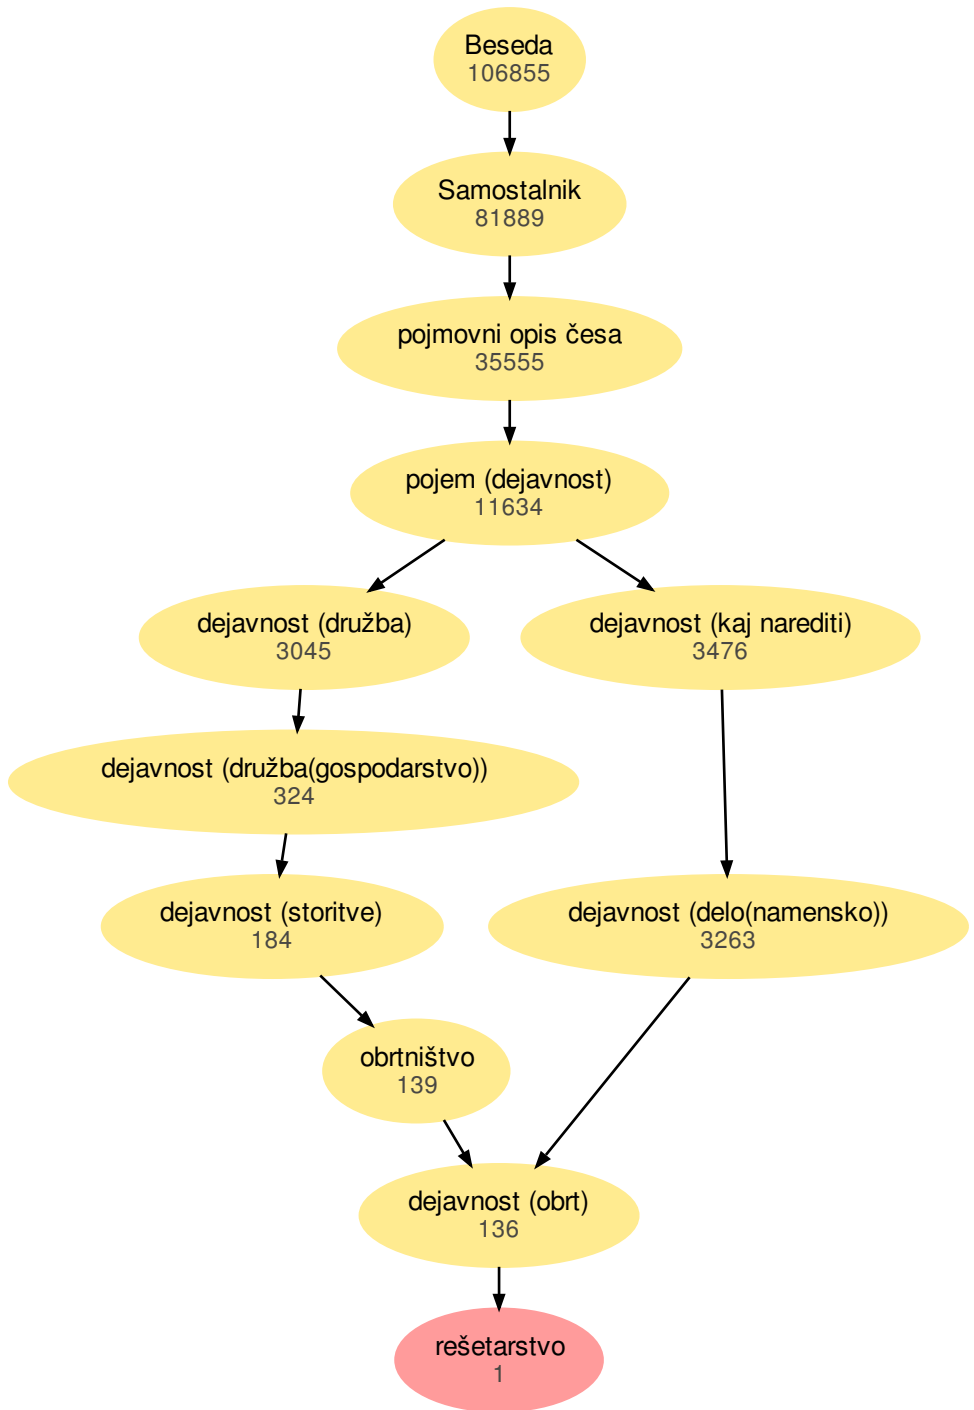 Beseda
106855
Samostalnik
81889
pojmovni opis česa
35555
pojem (dejavnost)
11634
dejavnost (družba)
3045
dejavnost (kaj narediti)
3476
dejavnost (družba(gospodarstvo))
324
dejavnost (storitve)
184
dejavnost (delo(namensko))
3263
obrtništvo
139
dejavnost (obrt)
136
rešetarstvo
1